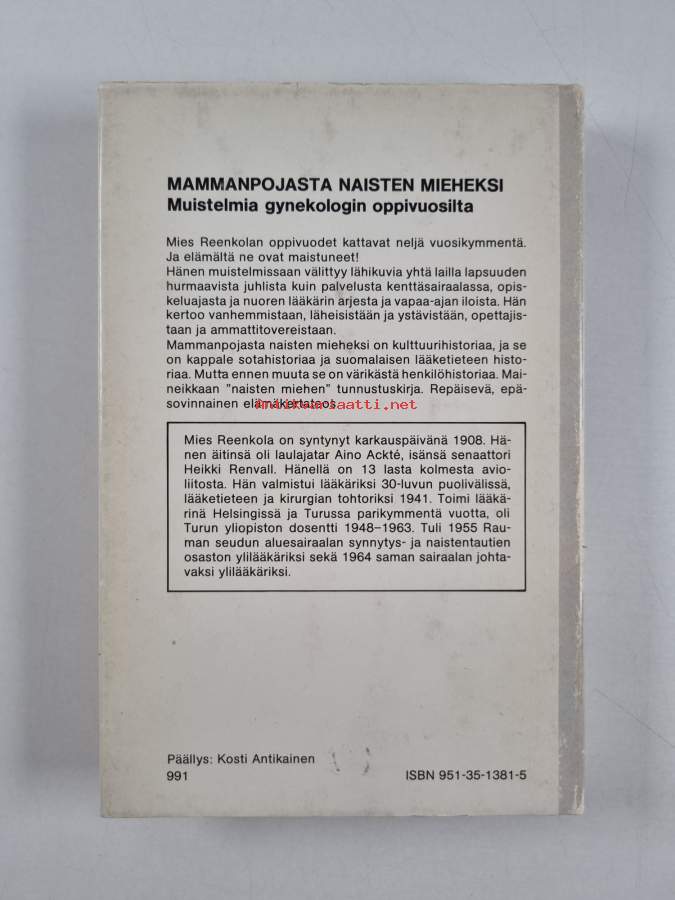 MAMMANPOJASTA NAISTEN MIEHEKSI
Muistelmia gynekologin oppivuosilta
Mies Reenkolan oppivuodet kattavat neljä vuosikymmentä.
Ja elämältä ne ovat maistuneet!
Hänen muistelmissaan välittyy lähikuvia yhtä lailla lapsuuden
hurmaavista juhlista kuin palvelusta kenttäsairaalassa, opis-
keluajasta ja nuoren lääkärin arjesta ja vapaa-ajan iloista. Hän
kertoo vanhemmistaan, läheisistään ja ystävistään, opettajis-
taan ja ammattitovereistaan.
Mammanpojasta naisten mieheksi on kulttuurihistoriaa, ja se
on kappale sotahistoriaa ja suomalaisen lääketieteen histo-
riaa. Mutta ennen muuta se on värikästä henkilöhistoriaa. Mai-
neikkaan "naisten miehen" tunnustuskirja. Repäisevä, epä-
sovinnainen elämäkertateos.
Antikvariaatti.net
Mies Reenkola on syntynyt karkauspäivänä 1908. Hä-
nen äitinsä oli laulajatar Aino Ackté, isänsä senaattori
Heikki Renvall. Hänellä on 13 lasta kolmesta avio-
liitosta. Hän valmistui lääkäriksi 30-luvun puolivälissä,
lääketieteen ja kirurgian tohtoriksi 1941. Toimi lääkä-
rinä Helsingissä ja Turussa parikymmentä vuotta, oli
Turun yliopiston dosentti 1948–1963. Tuli 1955 Rau-
man seudun aluesairaalan synnytys- ja naistentautien
osaston ylilääkäriksi sekä 1964 saman sairaalan johta-
vaksi ylilääkäriksi.
Päällys: Kosti Antikainen
991
ISBN 951-35-1381-5